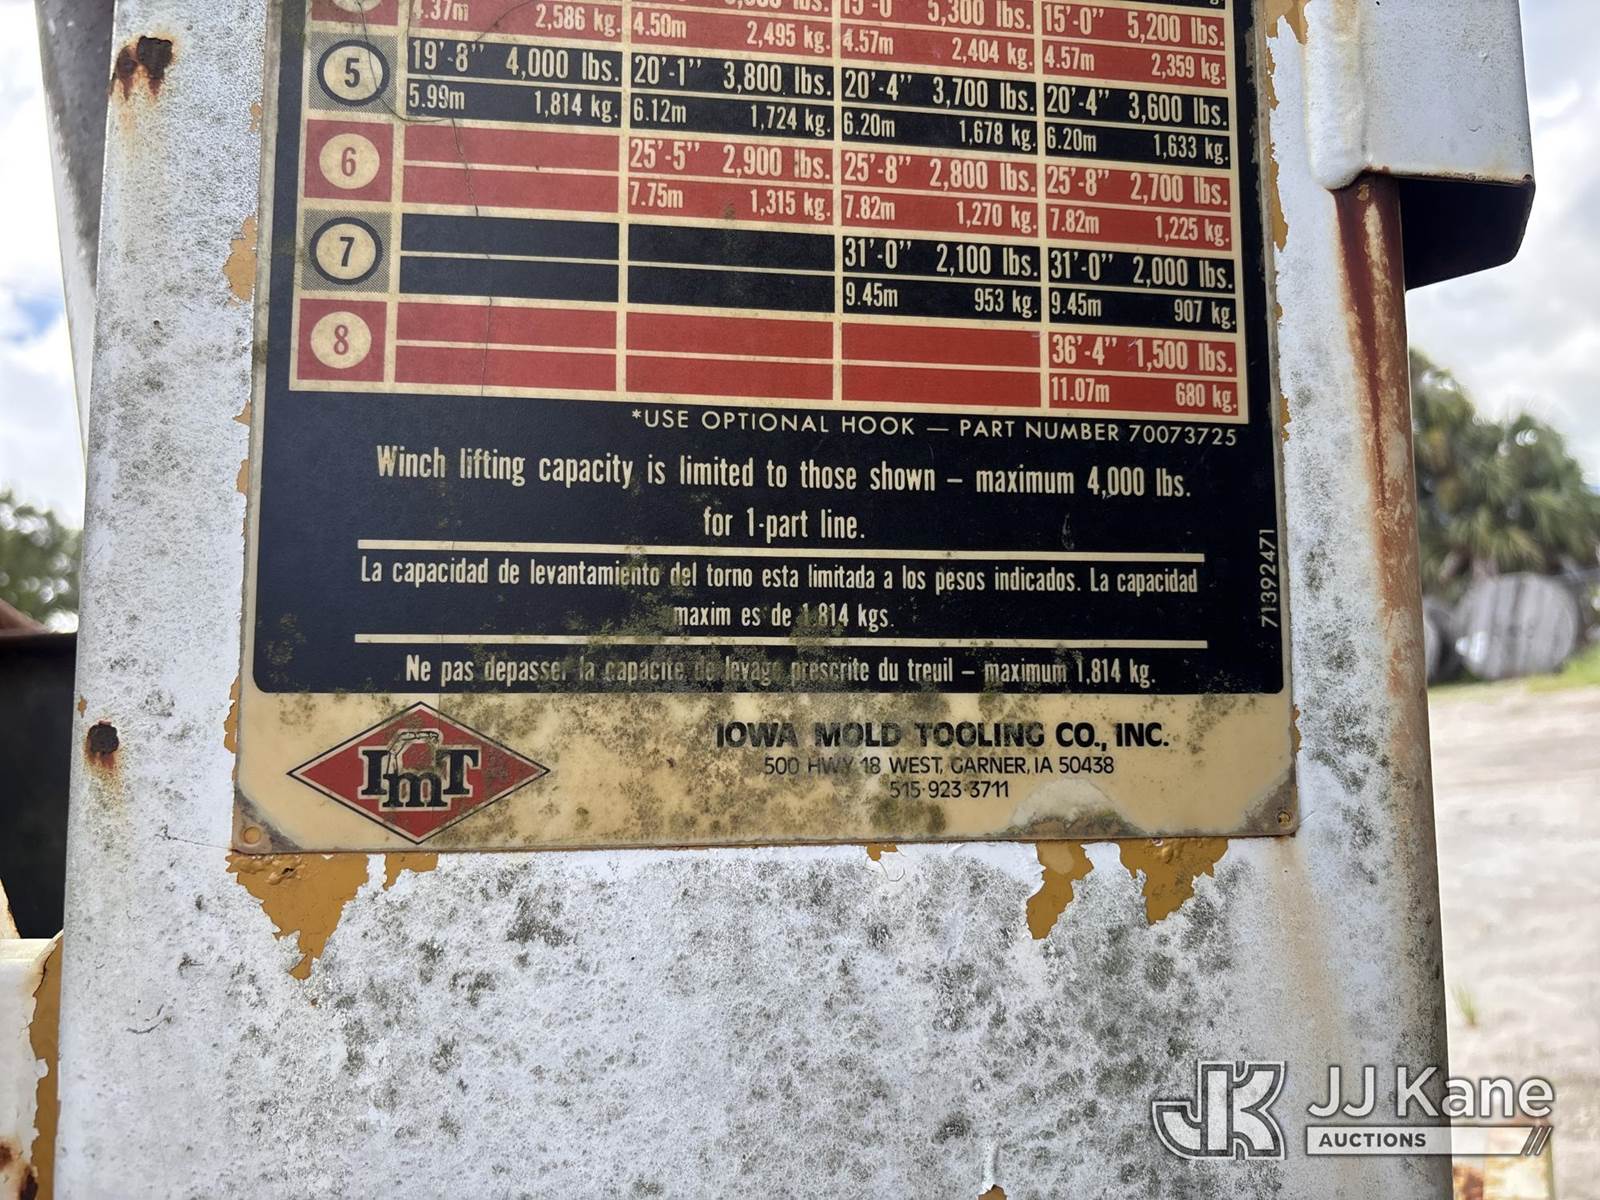 lbs. 15'-0" 5,300 lbs. 15'-0" 5,200 lbs.
4.37m 2,586 kg. 4.50m 2,495 kg. 4.57m 2,404 kg. 4.57m 2,359 kg.
5 19'-8" 4,000 lbs. 20'-1" 3,800 lbs. 20'-4" 3,700 lbs. 20'-4" 3,600 lbs.
5.99m 1,814 kg. 6.12m 1,724 kg. 6.20m 1,678 kg. 6.20m 1,633 kg.
6 25'-5" 2,900 lbs. 25'-8" 2,800 lbs. 25'-8" 2,700 lbs.
7.75m 1,315 kg. 7.82m 1,270 kg. 7.82m 1,225 kg.
7 31'-0" 2,100 lbs. 31'-0" 2,000 lbs.
9.45m 953 kg. 9.45m 907 kg.
8 36'-4" 1,500 lbs.
11.07m 680 kg.
*USE OPTIONAL HOOK — PART NUMBER 70073725
Winch lifting capacity is limited to those shown – maximum 4,000 lbs.
for 1-part line.
La capacidad de levantamiento del torno esta limitada a los pesos indicados. La capacidad
maxim es de 1,814 kgs.
Ne pas depasser la capacite de levage prescrite du treuil – maximum 1,814 kg.
71392471
ImT
IOWA MOLD TOOLING CO., INC.
500 HWY 18 WEST, GARNER, IA 50438
515-923-3711
JK JJ Kane
AUCTIONS